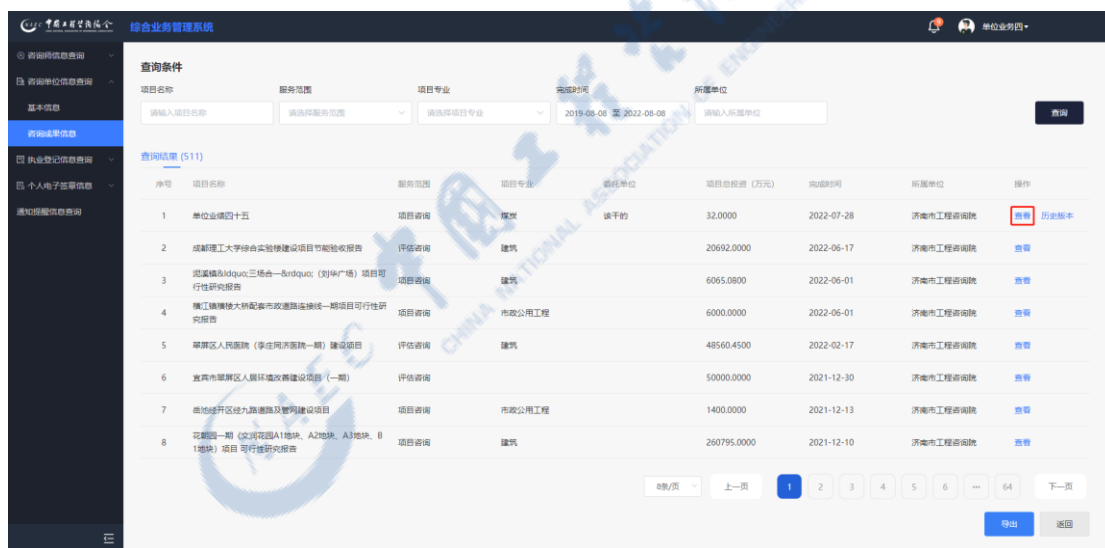 中国工程咨询协会 综合业务管理系统 单位业务四
咨询师信息查询
咨询单位信息查询
基本信息
咨询成果信息
执业登记信息查询
个人电子签章信息
通知提醒信息查询
查询条件
项目名称 服务范围 项目专业 完成时间 所属单位
请输入项目名称 请选择服务范围 请选择项目专业 2019-08-08 至 2022-08-08 请输入所属单位 查询
查询结果 (511)
序号 项目名称 服务范围 项目专业 委托单位 项目总投资（万元） 完成时间 所属单位 操作
1 单位业绩四十五 项目咨询 煤炭 该干的 32.0000 2022-07-28 济南市工程咨询院 查看 历史版本
2 成都理工大学综合实验楼建设项目节能验收报告 评估咨询 建筑 20692.0000 2022-06-17 济南市工程咨询院 查看
3 泥溪镇&ldquo;三场合一&rdquo;（刘华广场）项目可
行性研究报告 项目咨询 建筑 6065.0800 2022-06-01 济南市工程咨询院 查看
4 横江镇楼楼大桥配套市政道路连接线一期项目可行性研
究报告 项目咨询 市政公用工程 6000.0000 2022-06-01 济南市工程咨询院 查看
5 翠屏区人民医院（李庄同济医院一期）建设项目 评估咨询 建筑 48560.4500 2022-02-17 济南市工程咨询院 查看
6 宜宾市翠屏区人居环境改善建设项目（一期） 评估咨询 50000.0000 2021-12-30 济南市工程咨询院 查看
7 岳池经开区经九路道路及管网建设项目 项目咨询 市政公用工程 1400.0000 2021-12-13 济南市工程咨询院 查看
8 花朝园一期（文润花园A1地块、A2地块、A3地块、B
1地块）项目 可行性研究报告 项目咨询 建筑 260795.0000 2021-12-10 济南市工程咨询院 查看
8条/页 上一页 1 2 3 4 5 6 ··· 64 下一页
导出 返回
CNAEC 中国工程咨询
CHINA NATIONAL ASSOCIATION OF ENGINE